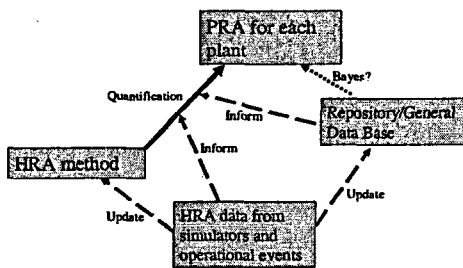 PRA for each
plant
Bayes?
Quantification
Inform
Repository/General
Data Base
Inform
HRA method
Update
Update
HRA data from
simulators and
operational events